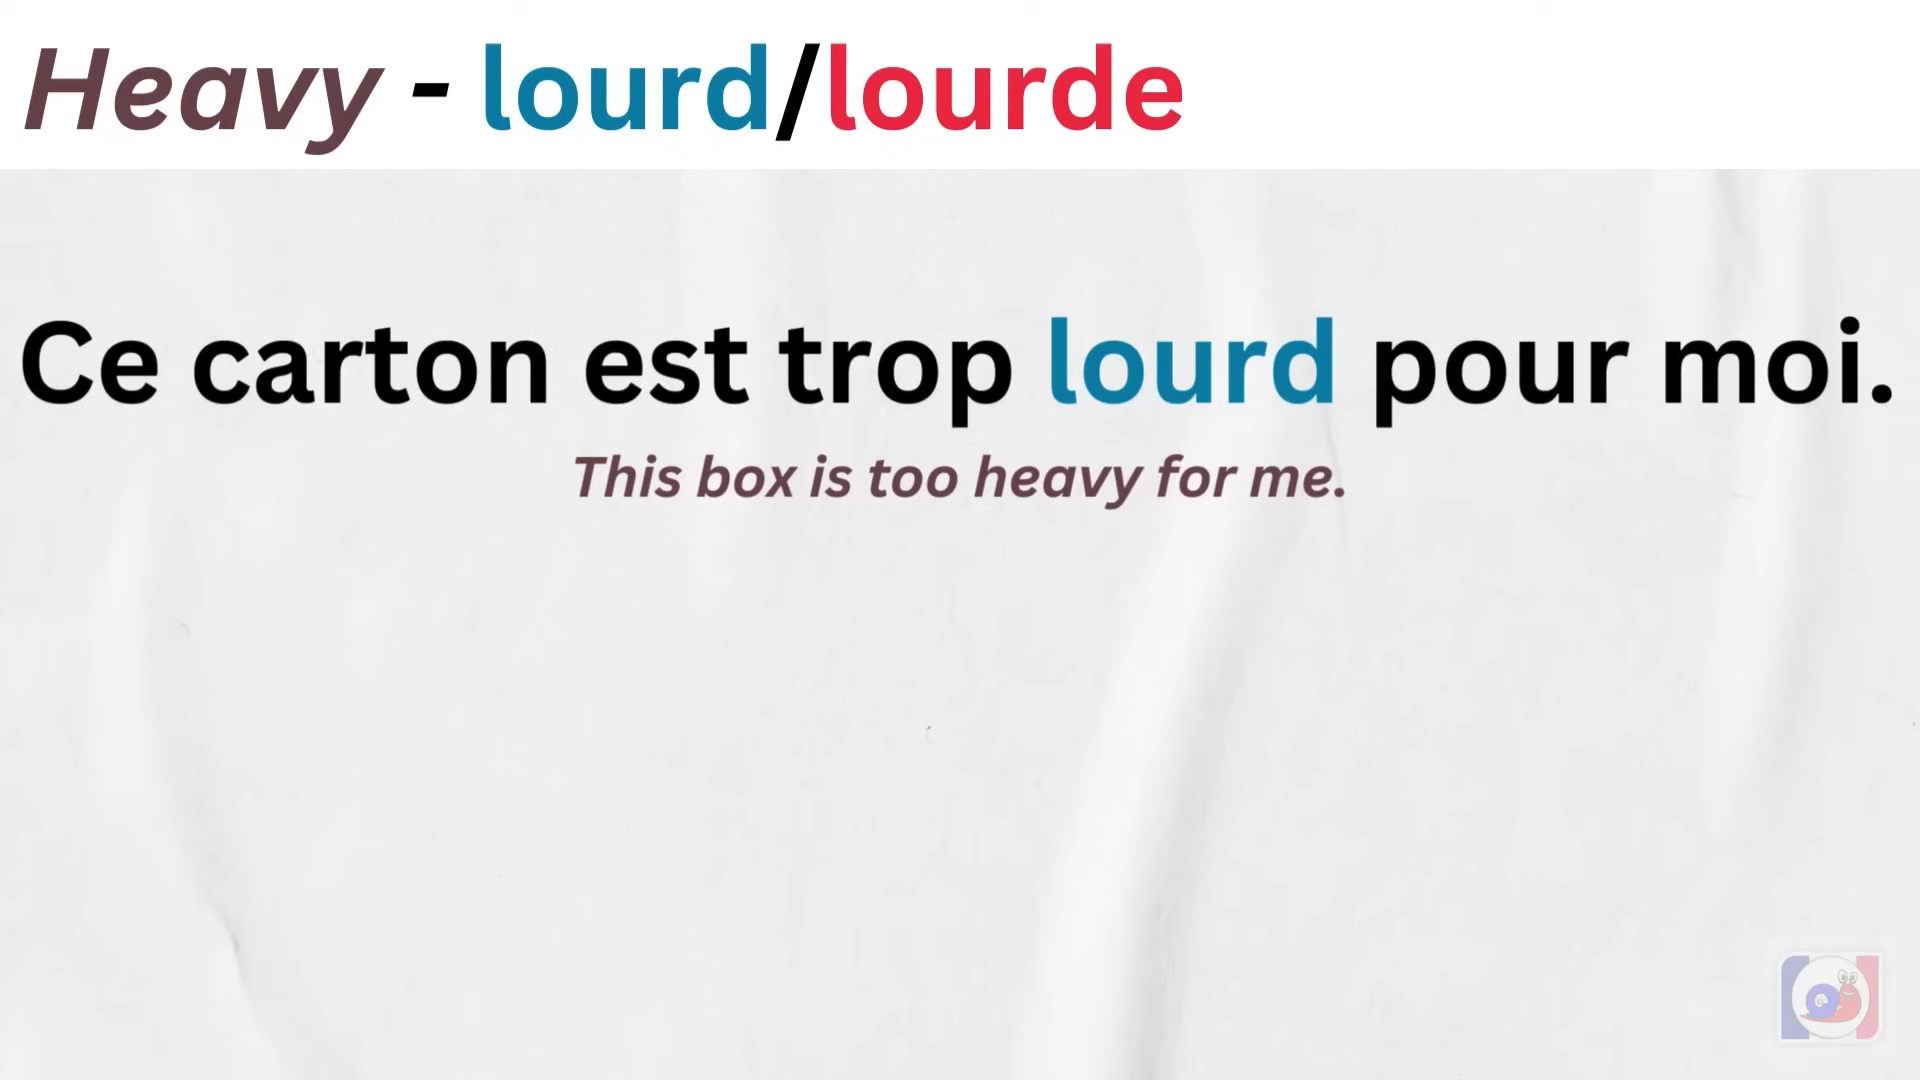 Heavy - lourd/lourde
Ce carton est trop lourd pour moi.
This box is too heavy for me.